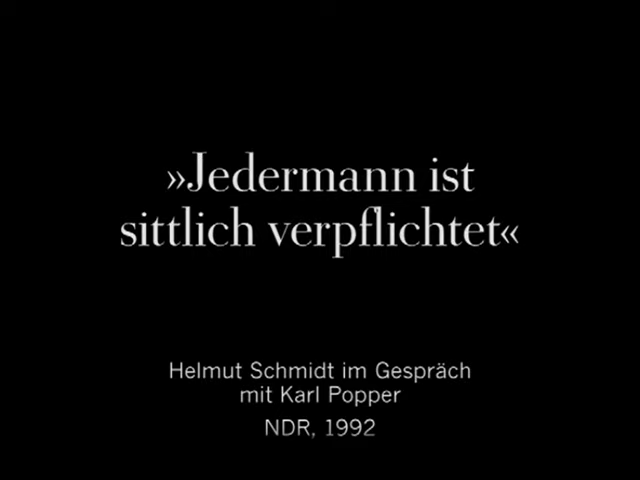 »Jedermann ist
sittlich verpflichtet«
Helmut Schmidt im Gespräch
mit Karl Popper
NDR, 1992